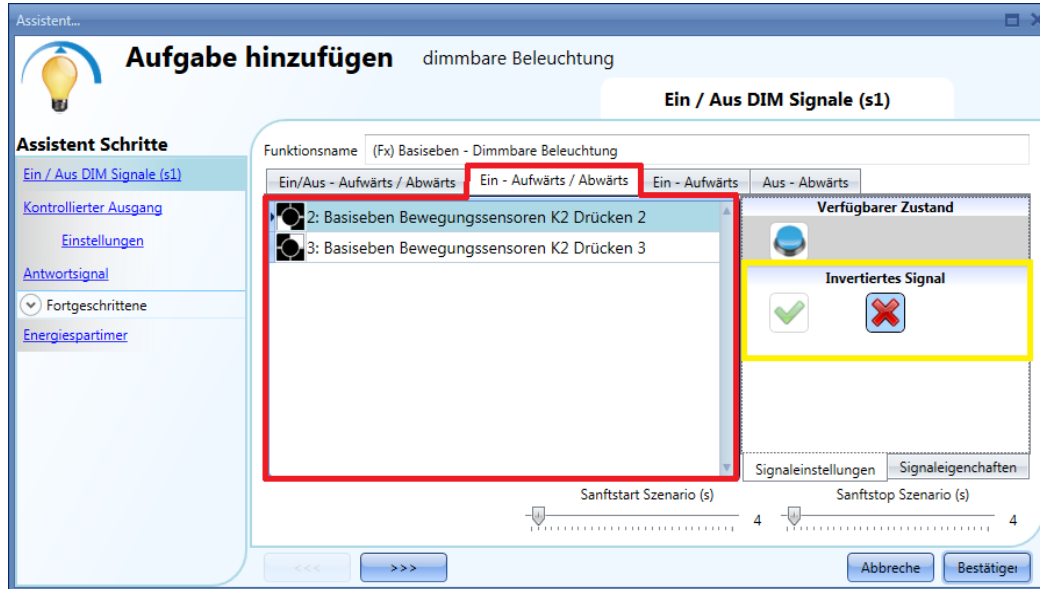 Assistent...
Aufgabe hinzufügen dimmbare Beleuchtung
Ein / Aus DIM Signale (s1)
Assistent Schritte
Ein / Aus DIM Signale (s1)
Kontrollierter Ausgang
Einstellungen
Antwortsignal
Fortgeschrittene
Energiespartimer
Funktionsname (Fx) Basiseben - Dimmbare Beleuchtung
Ein/Aus - Aufwärts / Abwärts Ein - Aufwärts / Abwärts Ein - Aufwärts Aus - Abwärts
2: Basiseben Bewegungssensoren K2 Drücken 2
3: Basiseben Bewegungssensoren K2 Drücken 3
Verfügbarer Zustand
Invertiertes Signal
Signaleinstellungen Signaleigenchaften
Sanftstart Szenario (s) Sanftstop Szenario (s)
4 4
<<< >>> Abbreche Bestätiger